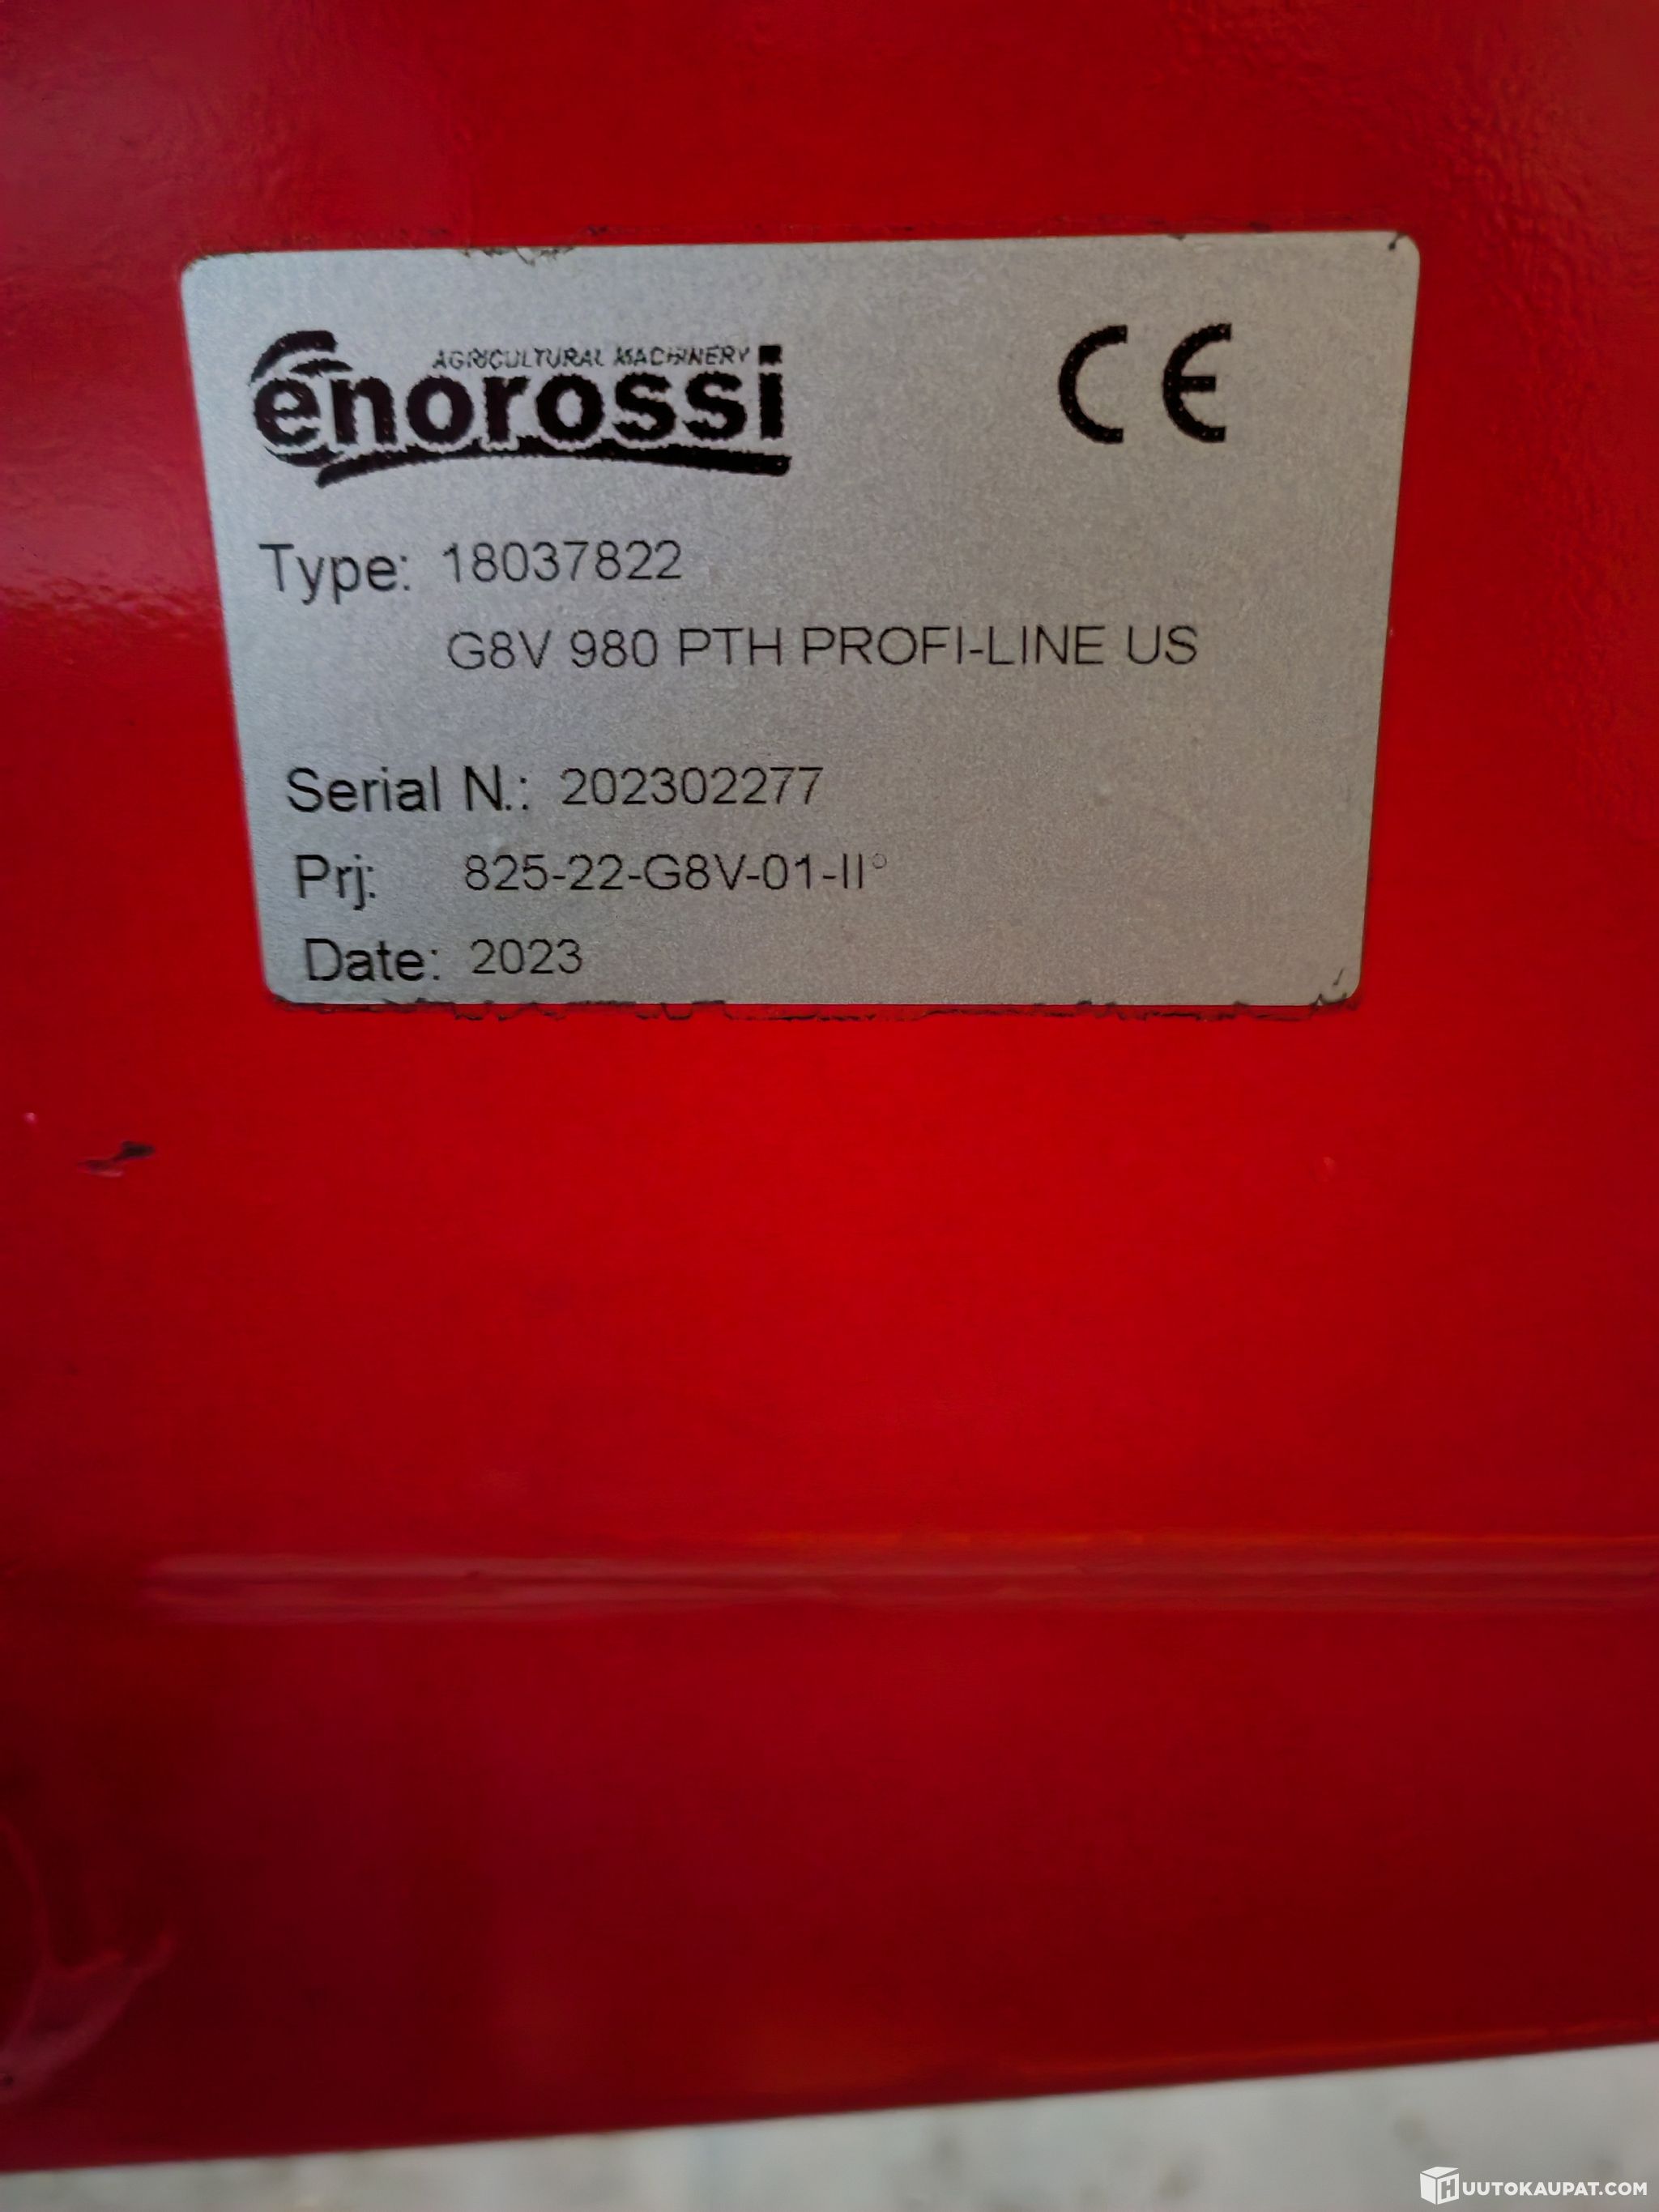 AGRICULTURAL MACHINERY
enorossi
CE
Type: 18037822
G8V 980 PTH PROFI-LINE US
Serial N.: 202302277
Prj: 825-22-G8V-01-II°
Date: 2023
HUUTOKAUPAT.COM